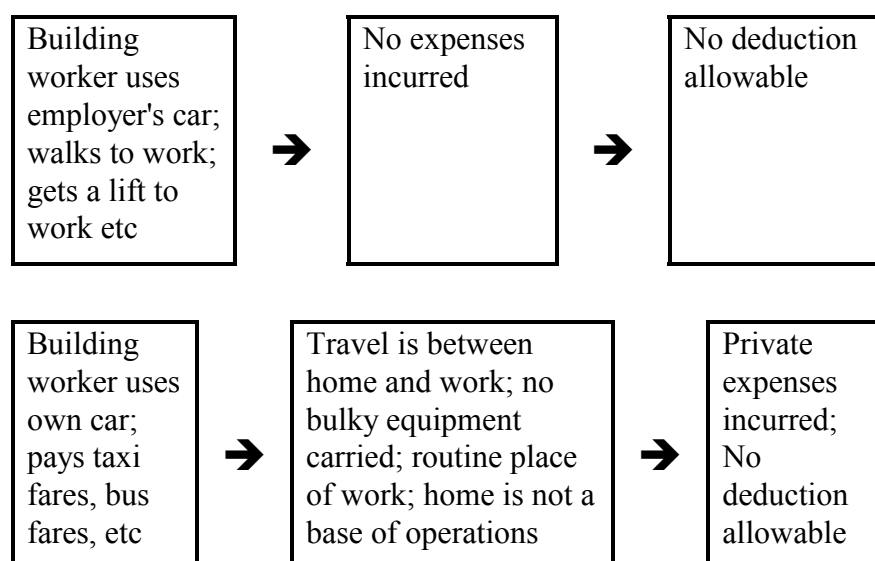 Building
worker uses
employer's car;
walks to work;
gets a lift to
work etc
No expenses
incurred
No deduction
allowable
Building
worker uses
own car;
pays taxi
fares, bus
fares, etc
Travel is between
home and work; no
bulky equipment
carried; routine place
of work; home is not a
base of operations
Private
expenses
incurred;
No
deduction
allowable